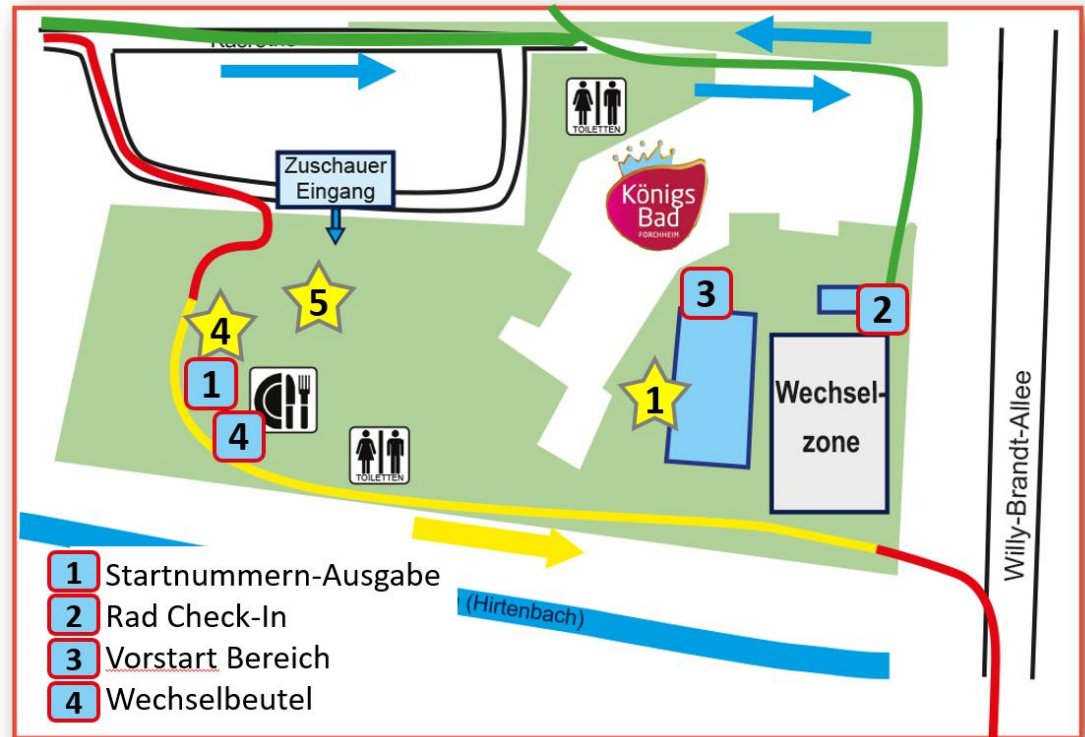 TOILETTEN
Zuschauer
Eingang
Königs
Bad
FORCHHEIM
5
3
2
4
1
1
4
Wechsel-
zone
TOILETTEN
Willy-Brandt-Allee
(Hirtenbach)
1 Startnummern-Ausgabe
2 Rad Check-In
3 Vorstart Bereich
4 Wechselbeutel